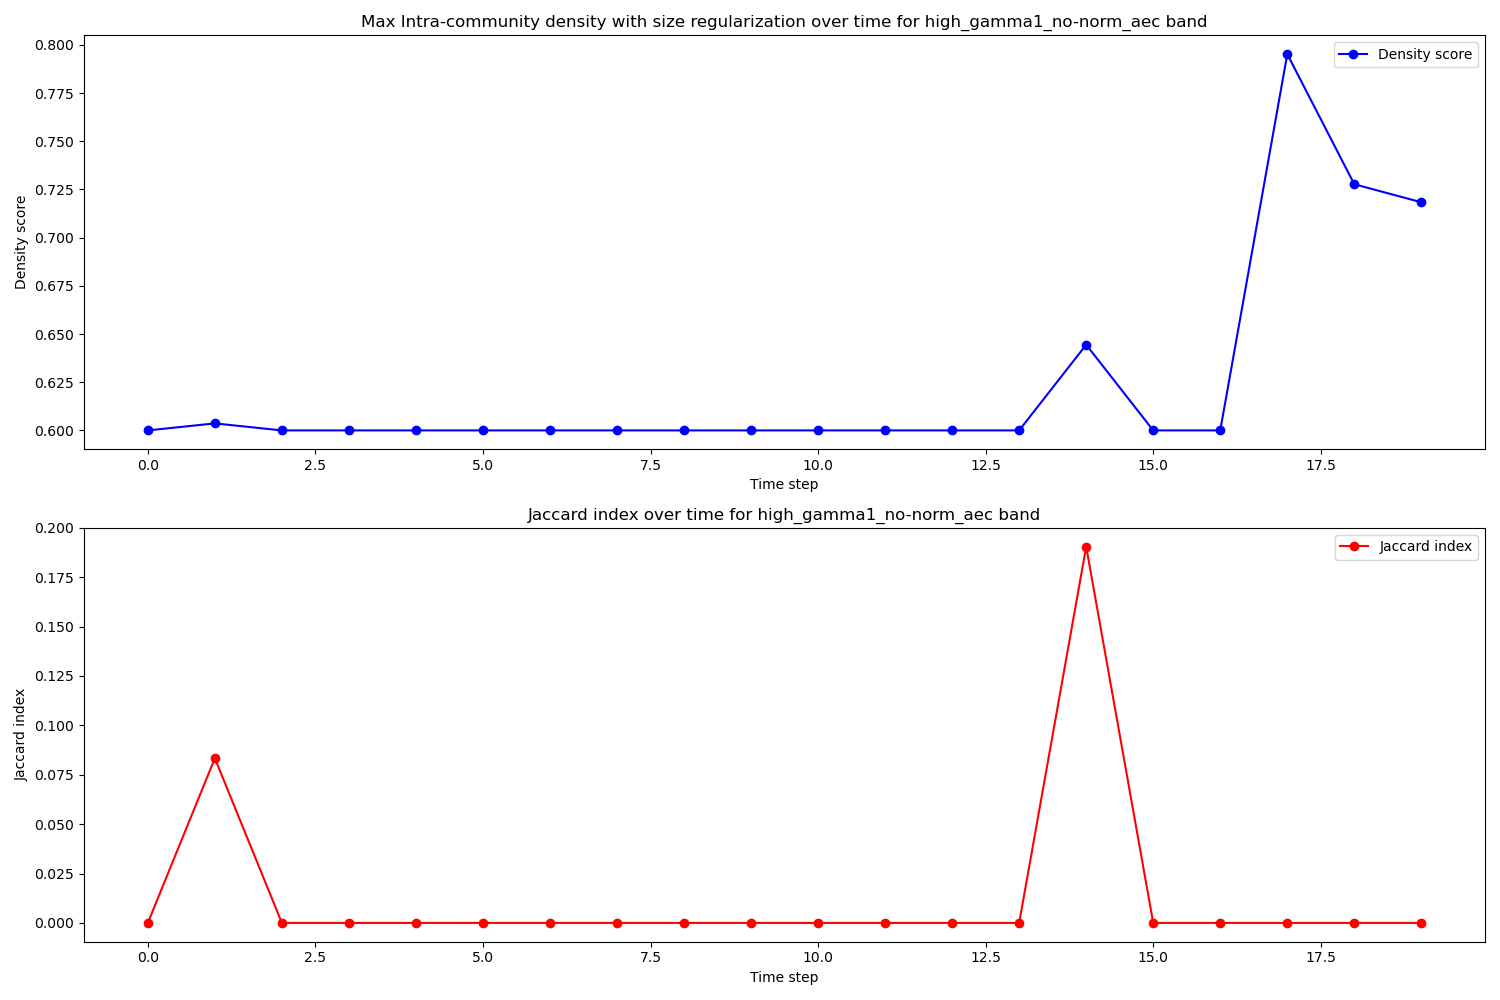 Max Intra-community density with size regularization over time for high_gamma1_no-norm_aec band
Density score
0.800
0.775
0.750
0.725
0.700
0.675
0.650
0.625
0.600
Density score
0.0 2.5 5.0 7.5 10.0 12.5 15.0 17.5
Time step
Jaccard index over time for high_gamma1_no-norm_aec band
Jaccard index
0.200
0.175
0.150
0.125
0.100
0.075
0.050
0.025
0.000
Jaccard index
0.0 2.5 5.0 7.5 10.0 12.5 15.0 17.5
Time step